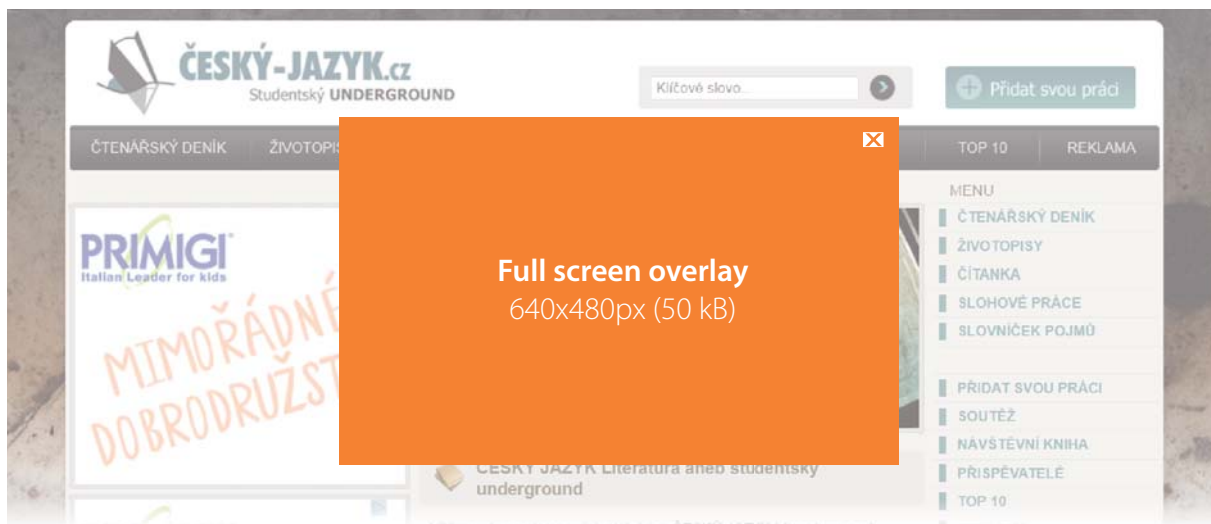 ČESKÝ-JAZYK.cz
Studentský UNDERGROUND
Klíčové slovo...
Přidat svou práci
ČTENÁŘSKÝ DENÍK
TOP 10
REKLAMA
MENU
ČTENÁŘSKÝ DENÍK
ŽIVOTOPISY
ČÍTANKA
SLOHOVÉ PRÁCE
SLOVNÍČEK POJMŮ
PŘIDAT SVOU PRÁCI
SOUTĚŽ
NÁVŠTĚVNÍ KNIHA
PŘISPĚVATELÉ
TOP 10
PRIMIGI
Italian Leader for kids
MIMOŘÁDNÉ
Full screen overlay
640x480px (50 kB)
ČESKÝ JAZYK Literatura aneb studentský
underground